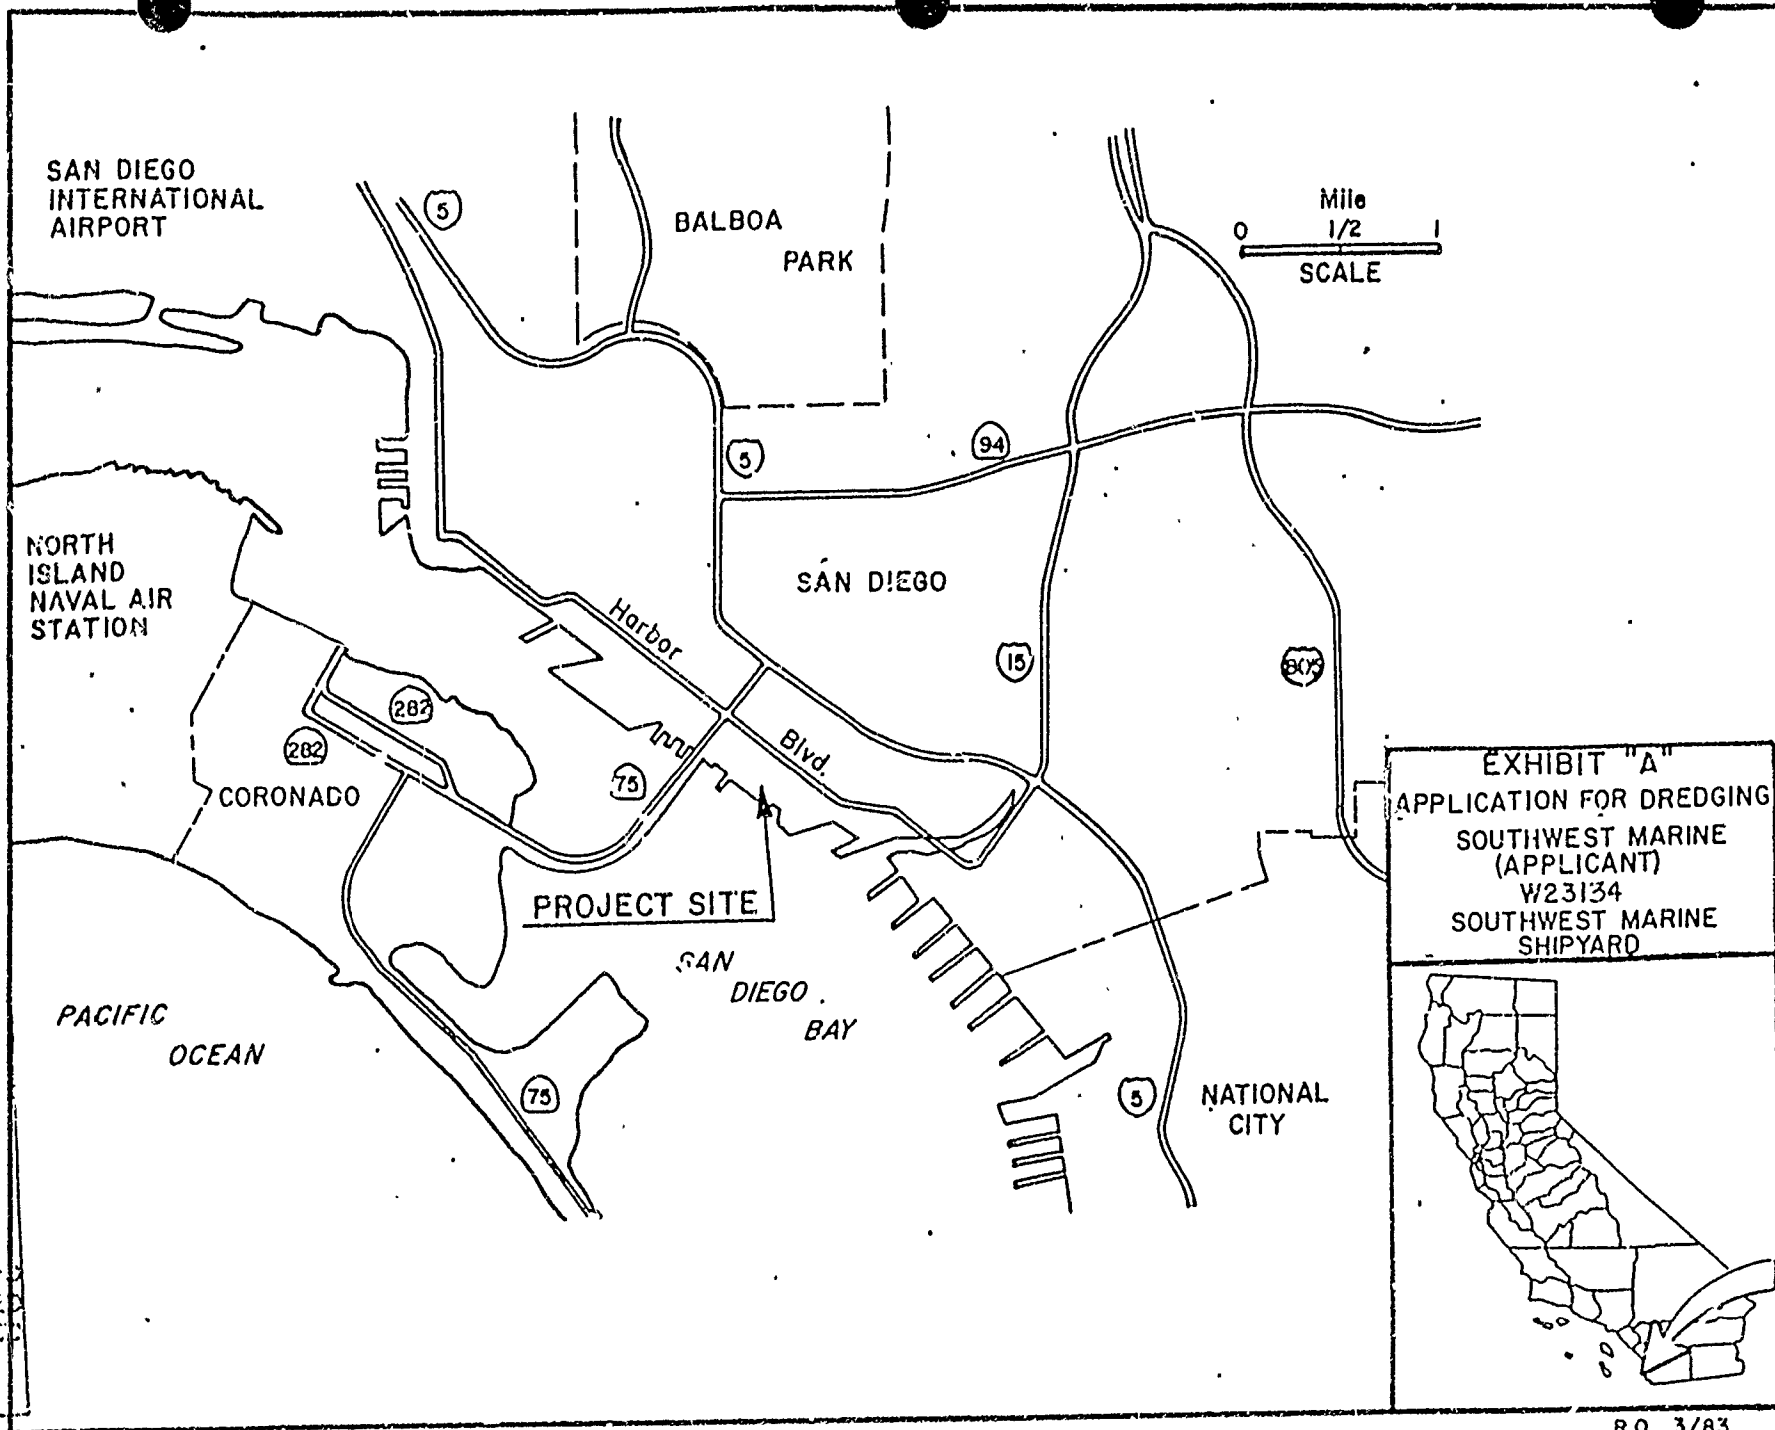 SAN DIEGO
INTERNATIONAL
AIRPORT
5
BALBOA
PARK
Mile
0 1/2 1
SCALE
5
94
NORTH
ISLAND
NAVAL AIR
STATION
SAN DIEGO
Harbor
Blvd.
15
805
282
282
75
CORONADO
PROJECT SITE
SAN
DIEGO
BAY
PACIFIC
OCEAN
75
5
NATIONAL
CITY
EXHIBIT "A"
APPLICATION FOR DREDGING
SOUTHWEST MARINE
(APPLICANT)
W23134
SOUTHWEST MARINE
SHIPYARD
R.O. 3/83